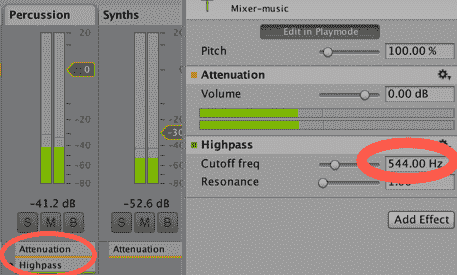 Percussion
Synths
20
0
-20
-40
-60
-80
20
0
-20
-30
-40
-60
-80
-41.2 dB
-52.6 dB
S M B
S M B
Attenuation
Attenuation
Highpass
Mixer-music
Edit in Playmode
Pitch
100.00 %
Attenuation
Volume
0.00 dB
Highpass
Cutoff freq
544.00 Hz
Resonance
1.00
Add Effect